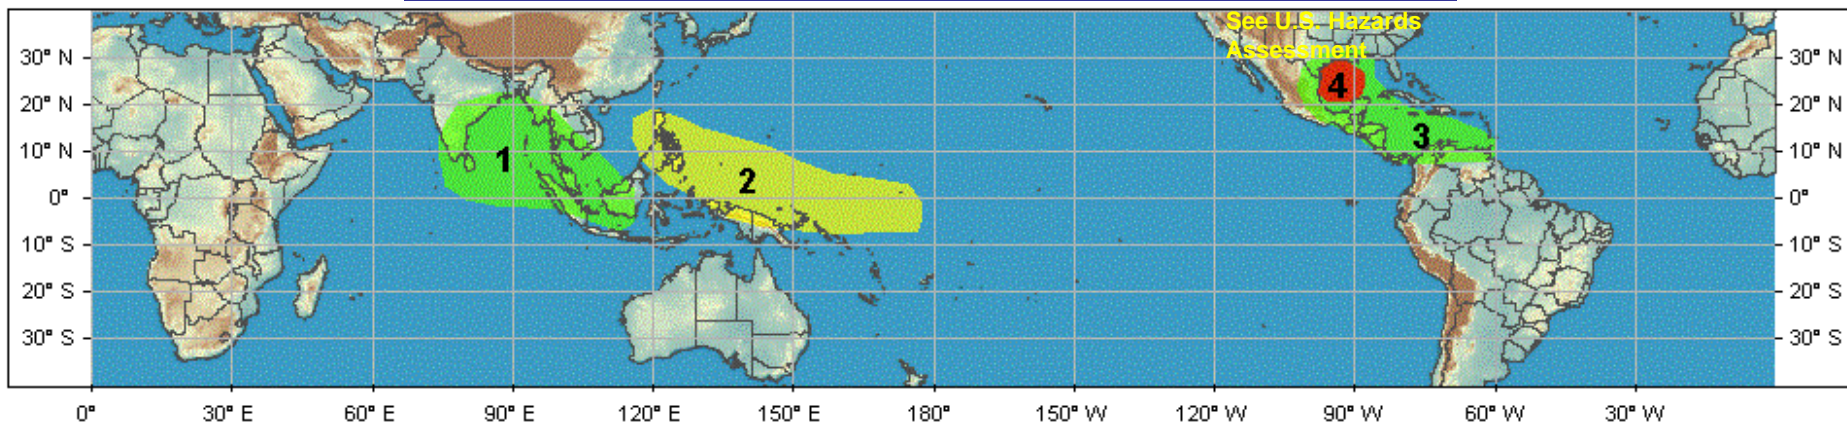 See U.S. Hazards
Assessment
30° N
30° N
20° N
20° N
10° N
10° N
0°
0°
10° S
10° S
20° S
20° S
30° S
30° S
1
2
3
4
0°
30° E
60° E
90° E
120° E
150° E
180°
150° W
120° W
90° W
60° W
30° W